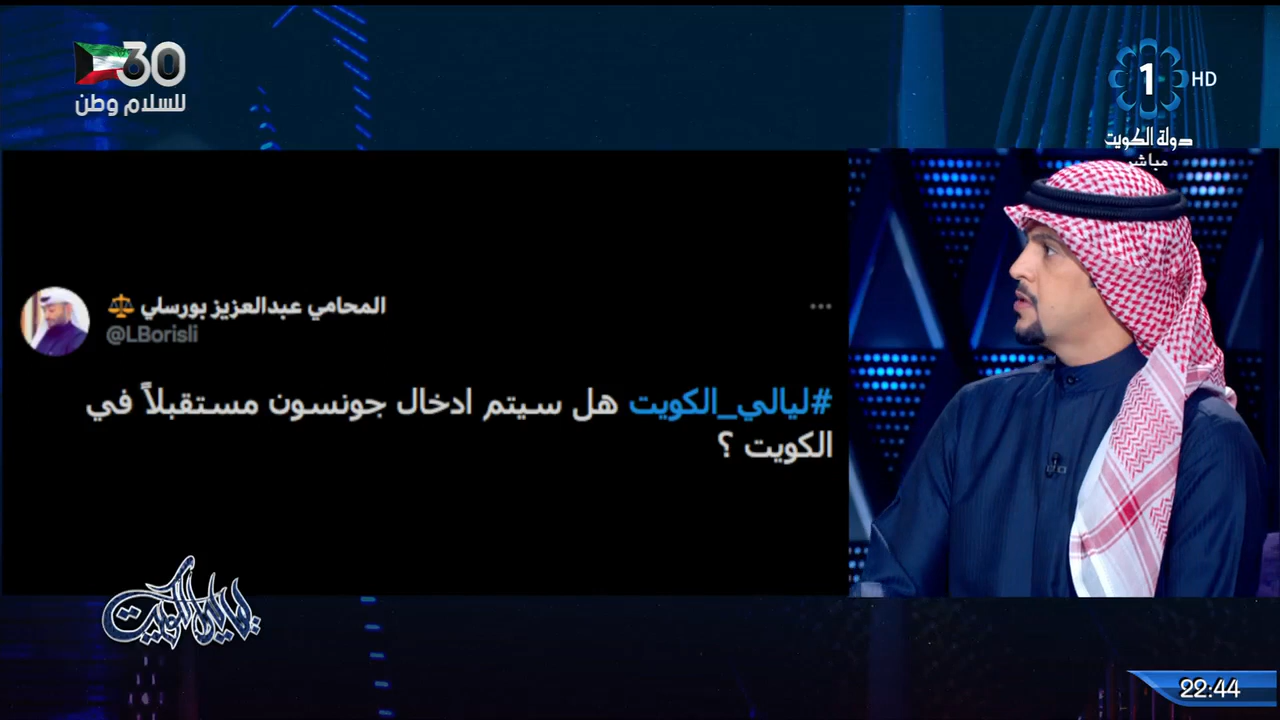 30
للسلام وطن
1 HD
دولة الكويت
مباشر
المحامي عبدالعزيز بورسلي
@LBorisli
#ليالي_الكويت هل سيتم ادخال جونسون مستقبلاً في
الكويت ؟
ليالي الكويت
22:44